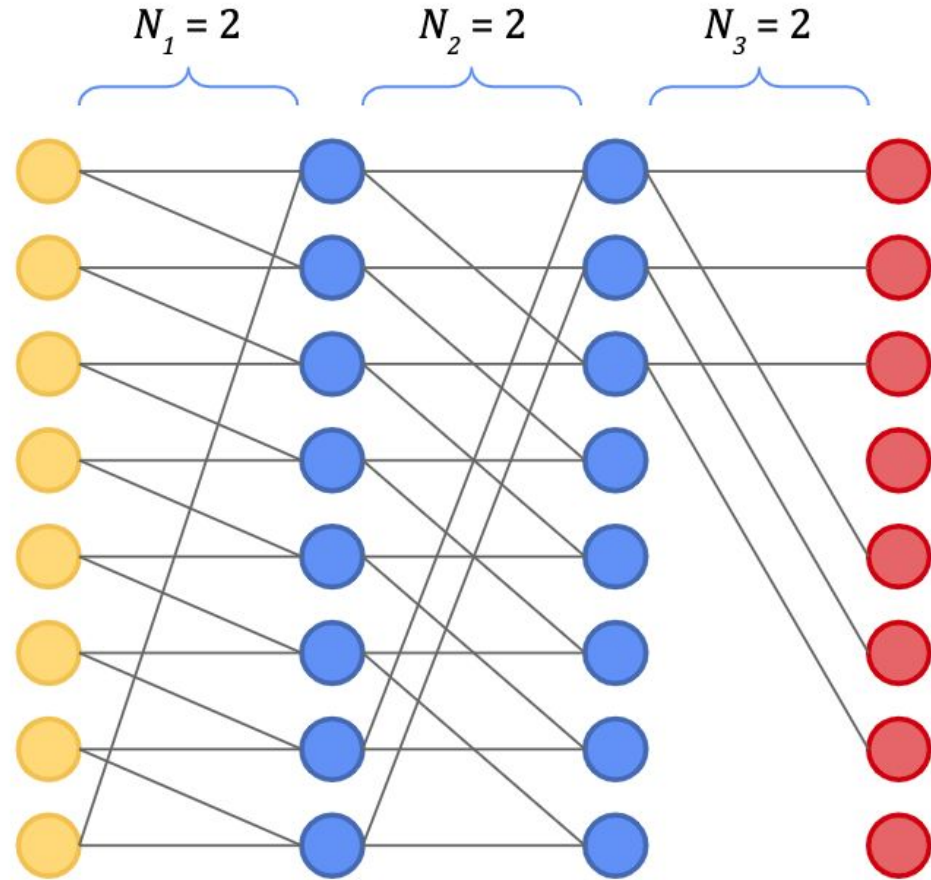 N₁ = 2
N₂ = 2
N₃ = 2